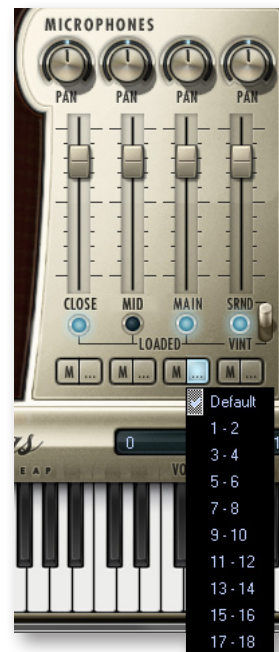 MICROPHONES
PAN PAN PAN PAN
CLOSE MID MAIN SRND
LOADED VINT
M ... M ... M ... M ...
Default
1 - 2
3 - 4
5 - 6
7 - 8
9 - 10
11 - 12
13 - 14
15 - 16
17 - 18
0